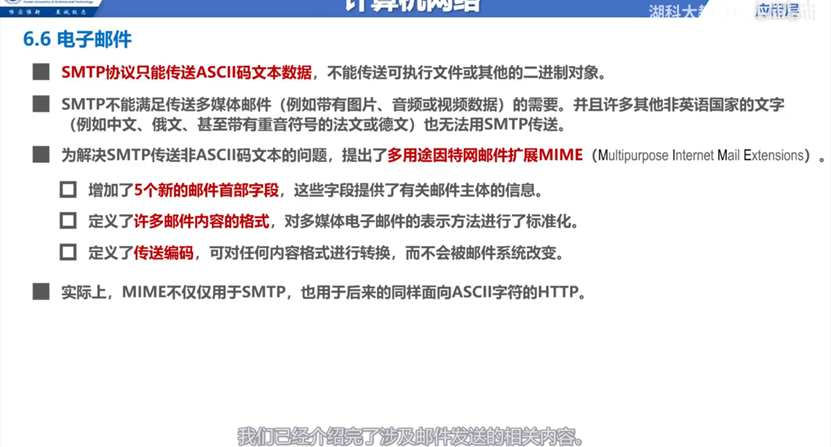 计算机网络
湖科大教
应用层
6.6 电子邮件
SMTP协议只能传送ASCII码文本数据，不能传送可执行文件或其他的二进制对象。
SMTP不能满足传送多媒体邮件（例如带有图片、音频或视频数据）的需要。并且许多其他非英语国家的文字
（例如中文、俄文、甚至带有重音符号的法文或德文）也无法用SMTP传送。
为解决SMTP传送非ASCII码文本的问题，提出了多用途因特网邮件扩展MIME（Multipurpose Internet Mail Extensions）。
增加了5个新的邮件首部字段，这些字段提供了有关邮件主体的信息。
定义了许多邮件内容的格式，对多媒体电子邮件的表示方法进行了标准化。
定义了传送编码，可对任何内容格式进行转换，而不会被邮件系统改变。
实际上，MIME不仅仅用于SMTP，也用于后来的同样面向ASCII字符的HTTP。
我们已经介绍完了涉及邮件发送的相关内容。